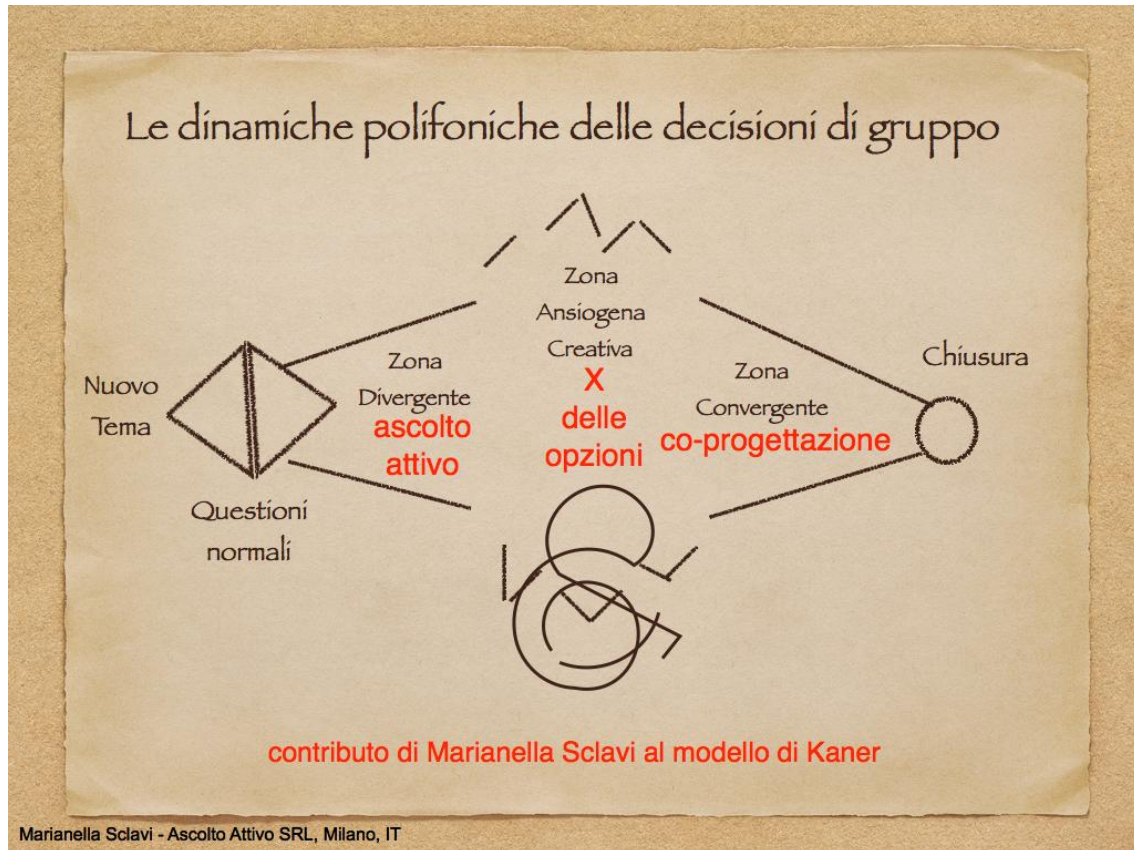 Le dinamiche polifoniche delle decisioni di gruppo
Nuovo
Tema
Questioni
normali
Zona
Divergente
ascolto
attivo
Zona
Ansiogena
Creativa
X
delle
opzioni
Zona
Convergente
co-progettazione
Chiusura
contributo di Marianella Sclavi al modello di Kaner
Marianella Sclavi - Ascolto Attivo SRL, Milano, IT